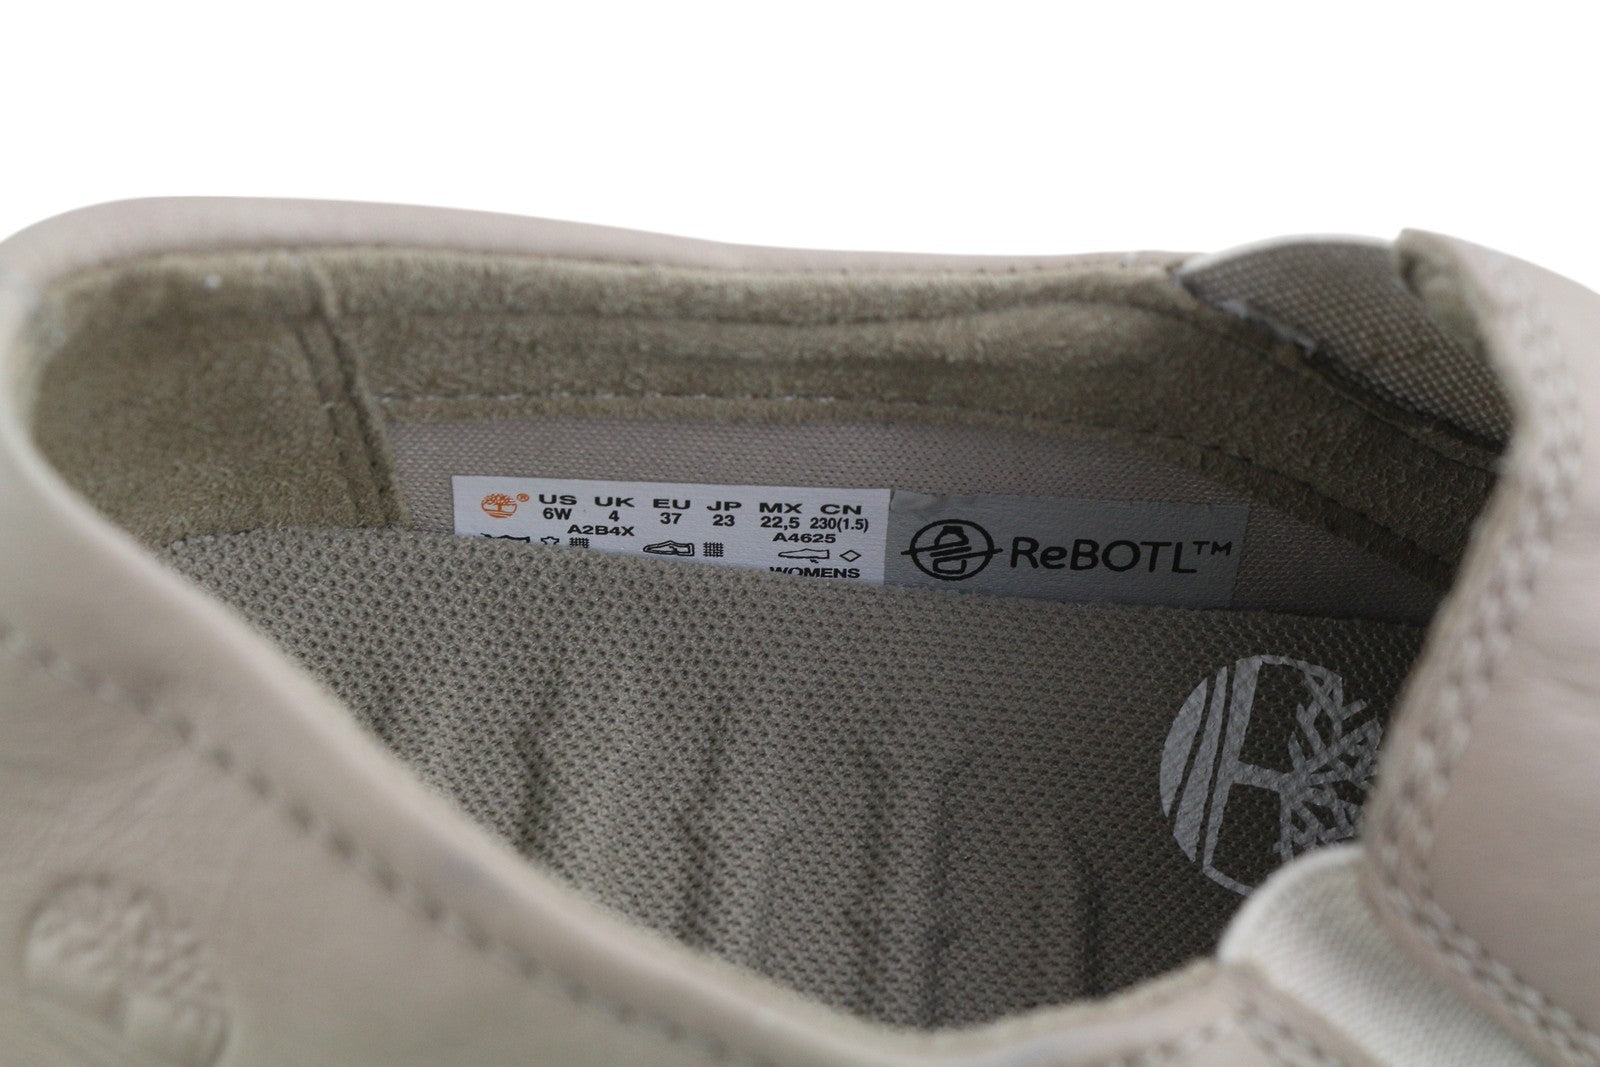 ® US UK EU JP MX CN
6W 4 37 23 22,5 230(1.5)
A2B4X A4625
WOMENS
ReBOTL™